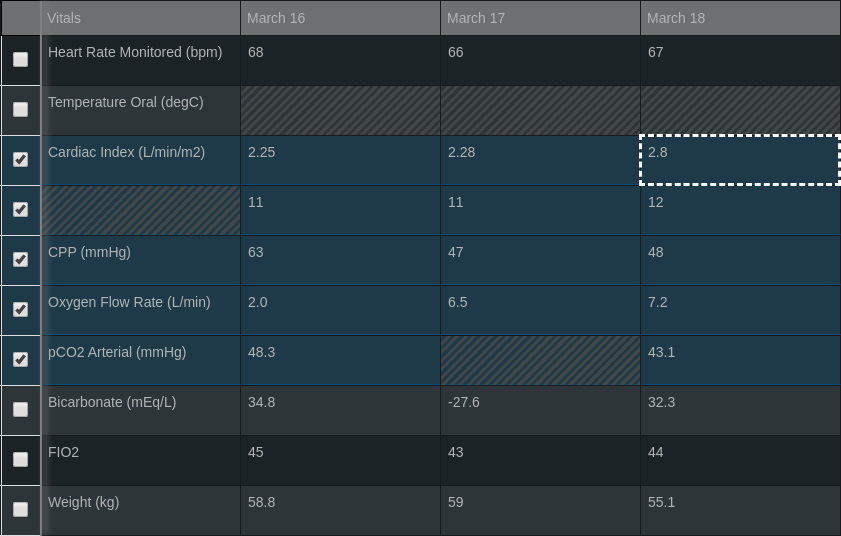 Vitals March 16 March 17 March 18
Heart Rate Monitored (bpm) 68 66 67
Temperature Oral (degC)
Cardiac Index (L/min/m2) 2.25 2.28 2.8
11 11 12
CPP (mmHg) 63 47 48
Oxygen Flow Rate (L/min) 2.0 6.5 7.2
pCO2 Arterial (mmHg) 48.3 43.1
Bicarbonate (mEq/L) 34.8 -27.6 32.3
FIO2 45 43 44
Weight (kg) 58.8 59 55.1